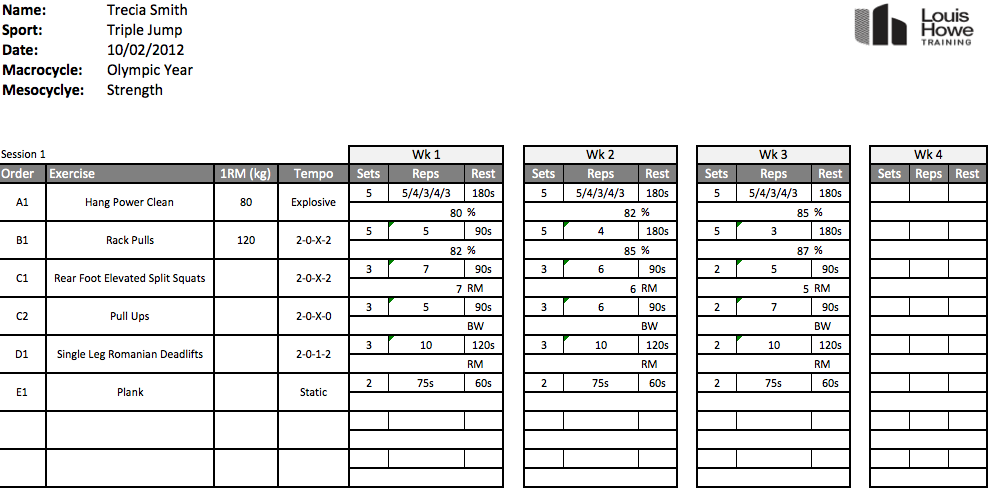 Name: Trecia Smith
Sport: Triple Jump
Date: 10/02/2012
Macrocycle: Olympic Year
Mesocyclye: Strength
Louis
Howe
TRAINING
Session 1 Wk 1 Wk 2 Wk 3 Wk 4
Order Exercise 1RM (kg) Tempo Sets Reps Rest Sets Reps Rest Sets Reps Rest Sets Reps Rest
A1 Hang Power Clean 80 Explosive 5 5/4/3/4/3 180s 5 5/4/3/4/3 180s 5 5/4/3/4/3 180s
80 % 82 % 85 %
B1 Rack Pulls 120 2-0-X-2 5 5 90s 5 4 180s 5 3 180s
82 % 85 % 87 %
C1 Rear Foot Elevated Split Squats 2-0-X-2 3 7 90s 3 6 90s 2 5 90s
7 RM 6 RM 5 RM
C2 Pull Ups 2-0-X-0 3 5 90s 3 6 90s 2 7 90s
BW BW BW
D1 Single Leg Romanian Deadlifts 2-0-1-2 3 10 120s 3 10 120s 2 10 120s
RM RM RM
E1 Plank Static 2 75s 60s 2 75s 60s 2 75s 60s